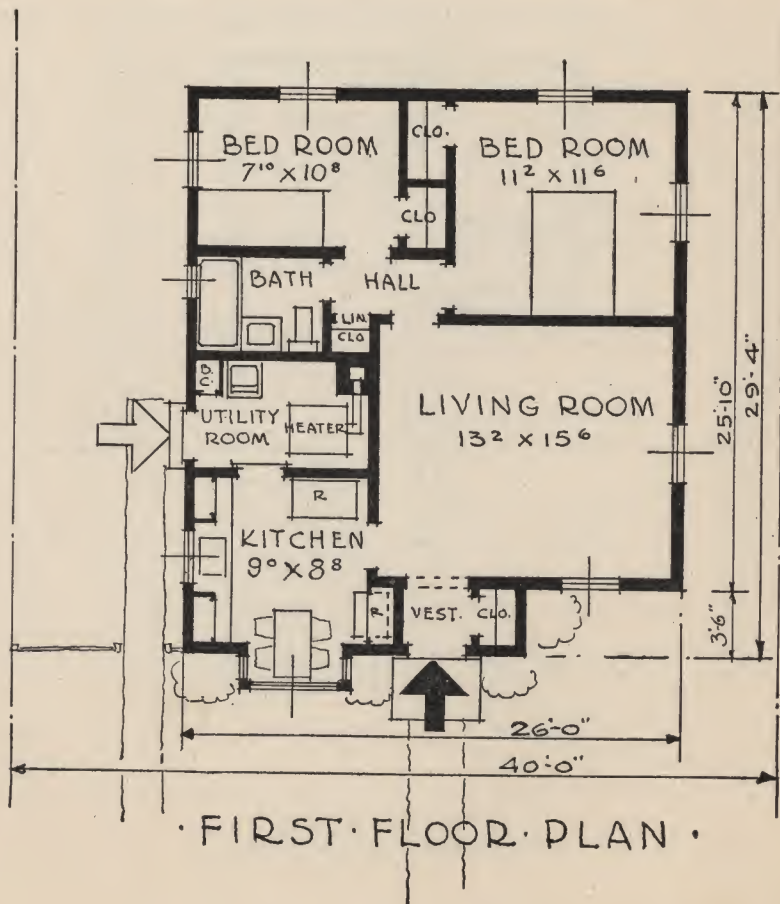 BED ROOM
7¹⁰ X 10⁸
CLO.
BED ROOM
11² X 11⁶
CLO
BATH
HALL
LIN.
CLO
B.
C.
UTILITY
ROOM
HEATER
LIVING ROOM
13² X 15⁶
25'-10"
29'-4"
R
KITCHEN
9⁰ X 8⁸
R
VEST.
CLO.
3'-6"
26'-0"
40'-0"
· FIRST · FLOOR · PLAN ·